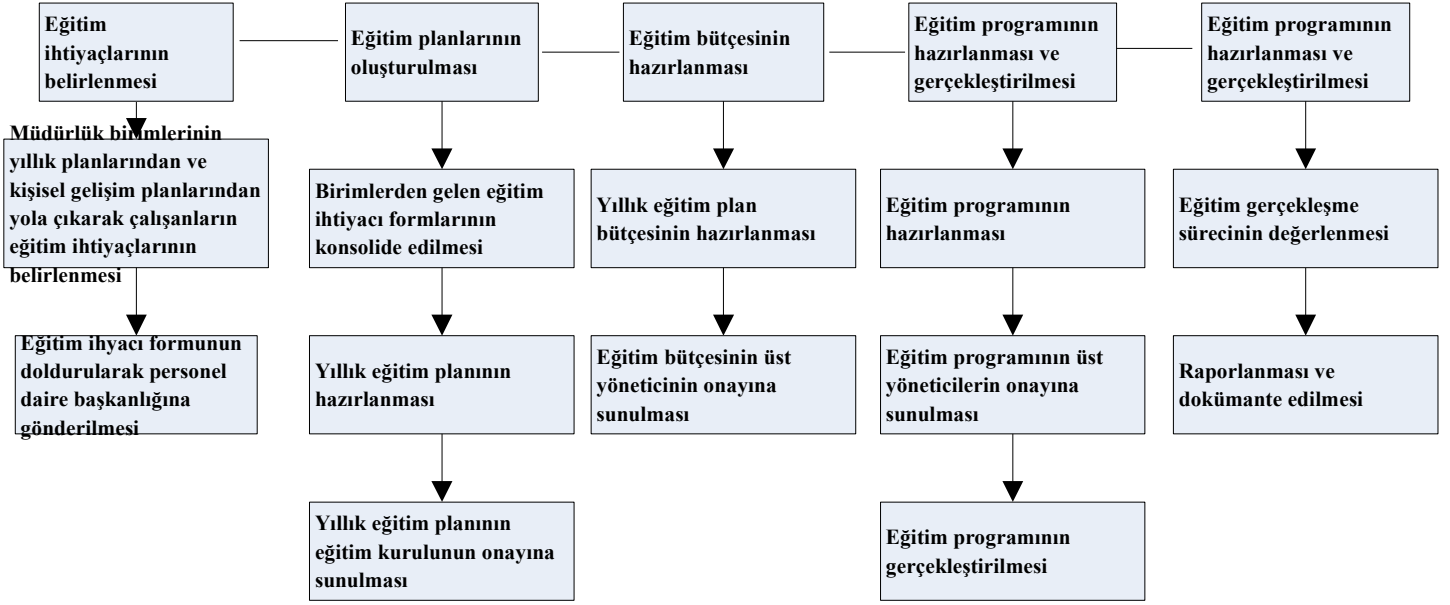 Eğitim
ihtiyaçlarının
belirlenmesi
Eğitim planlarının
oluşturulması
Eğitim bütçesinin
hazırlanması
Eğitim programının
hazırlanması ve
gerçekleştirilmesi
Eğitim programının
hazırlanması ve
gerçekleştirilmesi
Müdürlük birimlerinin
yıllık planlarından ve
kişisel gelişim planlarından
yola çıkarak çalışanların
eğitim ihtiyaçlarının
belirlenmesi
Birimlerden gelen eğitim
ihtiyacı formlarının
konsolide edilmesi
Yıllık eğitim plan
bütçesinin hazırlanması
Eğitim programının
hazırlanması
Eğitim gerçekleşme
sürecinin değerlenmesi
Eğitim ihyacı formunun
doldurularak personel
daire başkanlığına
gönderilmesi
Yıllık eğitim planının
hazırlanması
Eğitim bütçesinin üst
yöneticinin onayına
sunulması
Eğitim programının üst
yöneticilerin onayına
sunulması
Raporlanması ve
dokümante edilmesi
Yıllık eğitim planının
eğitim kurulunun onayına
sunulması
Eğitim programının
gerçekleştirilmesi